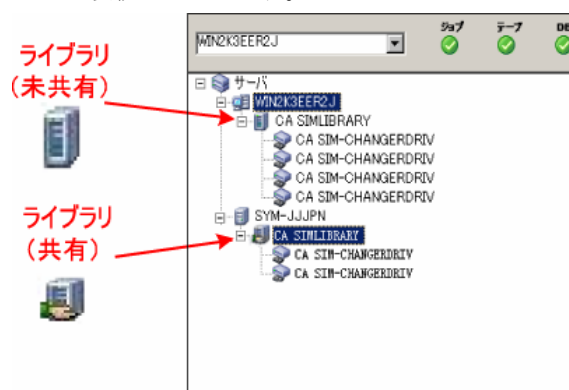 WIN2K3EER2J
ジョブ
テープ
ライブラリ
(未共有)
サーバ
WIN2K3EER2J
CA SIMLIBRARY
CA SIM-CHANGERDRIV
CA SIM-CHANGERDRIV
CA SIM-CHANGERDRIV
CA SIM-CHANGERDRIV
ライブラリ
(共有)
SYM-JJJPN
CA SIMLIBRARY
CA SIM-CHANGERDRIV
CA SIM-CHANGERDRIV